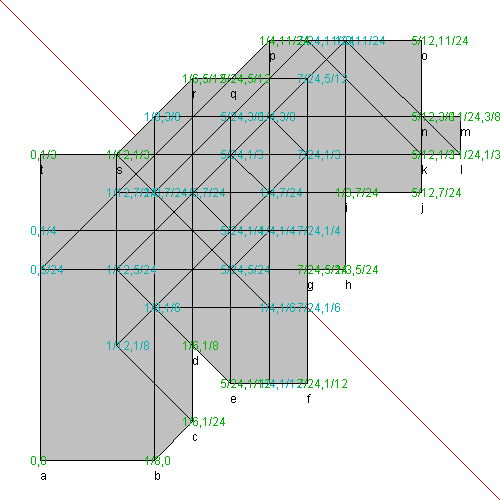 1/4,11/24 7/24,11/24 1/3,11/24 5/12,11/24
p o
1/6,5/12 5/24,5/12 7/24,5/12
r q
1/8,3/8 5/24,3/8 1/4,3/8 5/12,3/8 11/24,3/8
n m
0,1/3 1/12,1/3 5/24,1/3 7/24,1/3 5/12,1/3 11/24,1/3
t s k l
1/12,7/24 1/8,7/24 1/6,7/24 1/4,7/24 1/3,7/24 5/12,7/24
i j
0,1/4 5/24,1/4 1/4,1/4 7/24,1/4
0,5/24 1/12,5/24 5/24,5/24 7/24,5/24 1/3,5/24
g h
1/8,1/6 1/4,1/6 7/24,1/6
1/12,1/8 1/6,1/8
d
5/24,1/12 1/4,1/12 7/24,1/12
e f
1/6,1/24
c
0,0 1/8,0
a b